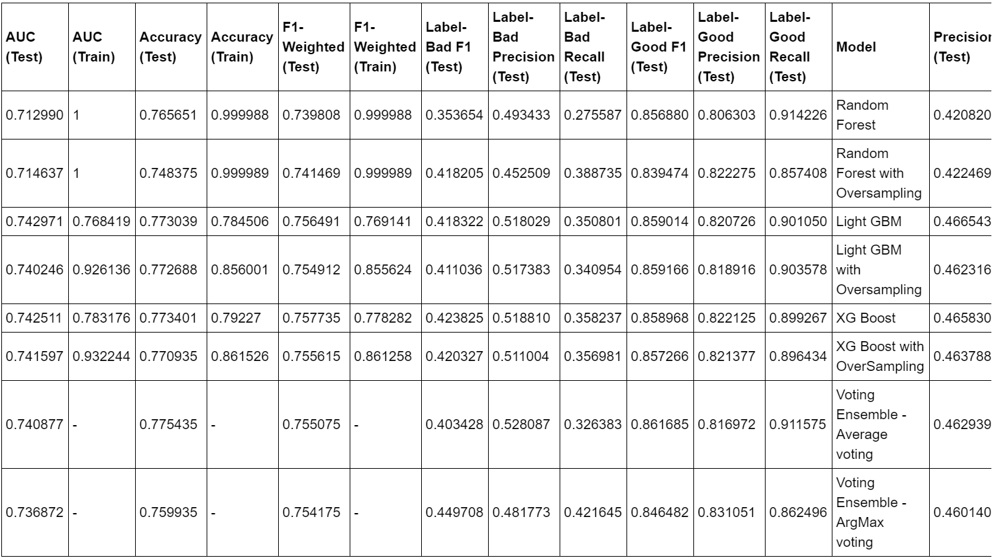 AUC (Test) AUC (Train) Accuracy (Test) Accuracy (Train) F1-Weighted (Test) F1-Weighted (Train) Label-Bad F1 (Test) Label-Bad Precision (Test) Label-Bad Recall (Test) Label-Good F1 (Test) Label-Good Precision (Test) Label-Good Recall (Test) Model Precision (Test)
0.712990 1 0.765651 0.999988 0.739808 0.999988 0.353654 0.493433 0.275587 0.856880 0.806303 0.914226 Random Forest 0.420820
0.714637 1 0.748375 0.999989 0.741469 0.999989 0.418205 0.452509 0.388735 0.839474 0.822275 0.857408 Random Forest with Oversampling 0.422469
0.742971 0.768419 0.773039 0.784506 0.756491 0.769141 0.418322 0.518029 0.350801 0.859014 0.820726 0.901050 Light GBM 0.466543
0.740246 0.926136 0.772688 0.856001 0.754912 0.855624 0.411036 0.517383 0.340954 0.859166 0.818916 0.903578 Light GBM with Oversampling 0.462316
0.742511 0.783176 0.773401 0.79227 0.757735 0.778282 0.423825 0.518810 0.358237 0.858968 0.822125 0.899267 XG Boost 0.465830
0.741597 0.932244 0.770935 0.861526 0.755615 0.861258 0.420327 0.511004 0.356981 0.857266 0.821377 0.896434 XG Boost with OverSampling 0.463788
0.740877 - 0.775435 - 0.755075 - 0.403428 0.528087 0.326383 0.861685 0.816972 0.911575 Voting Ensemble - Average voting 0.462939
0.736872 - 0.759935 - 0.754175 - 0.449708 0.481773 0.421645 0.846482 0.831051 0.862496 Voting Ensemble - ArgMax voting 0.460140